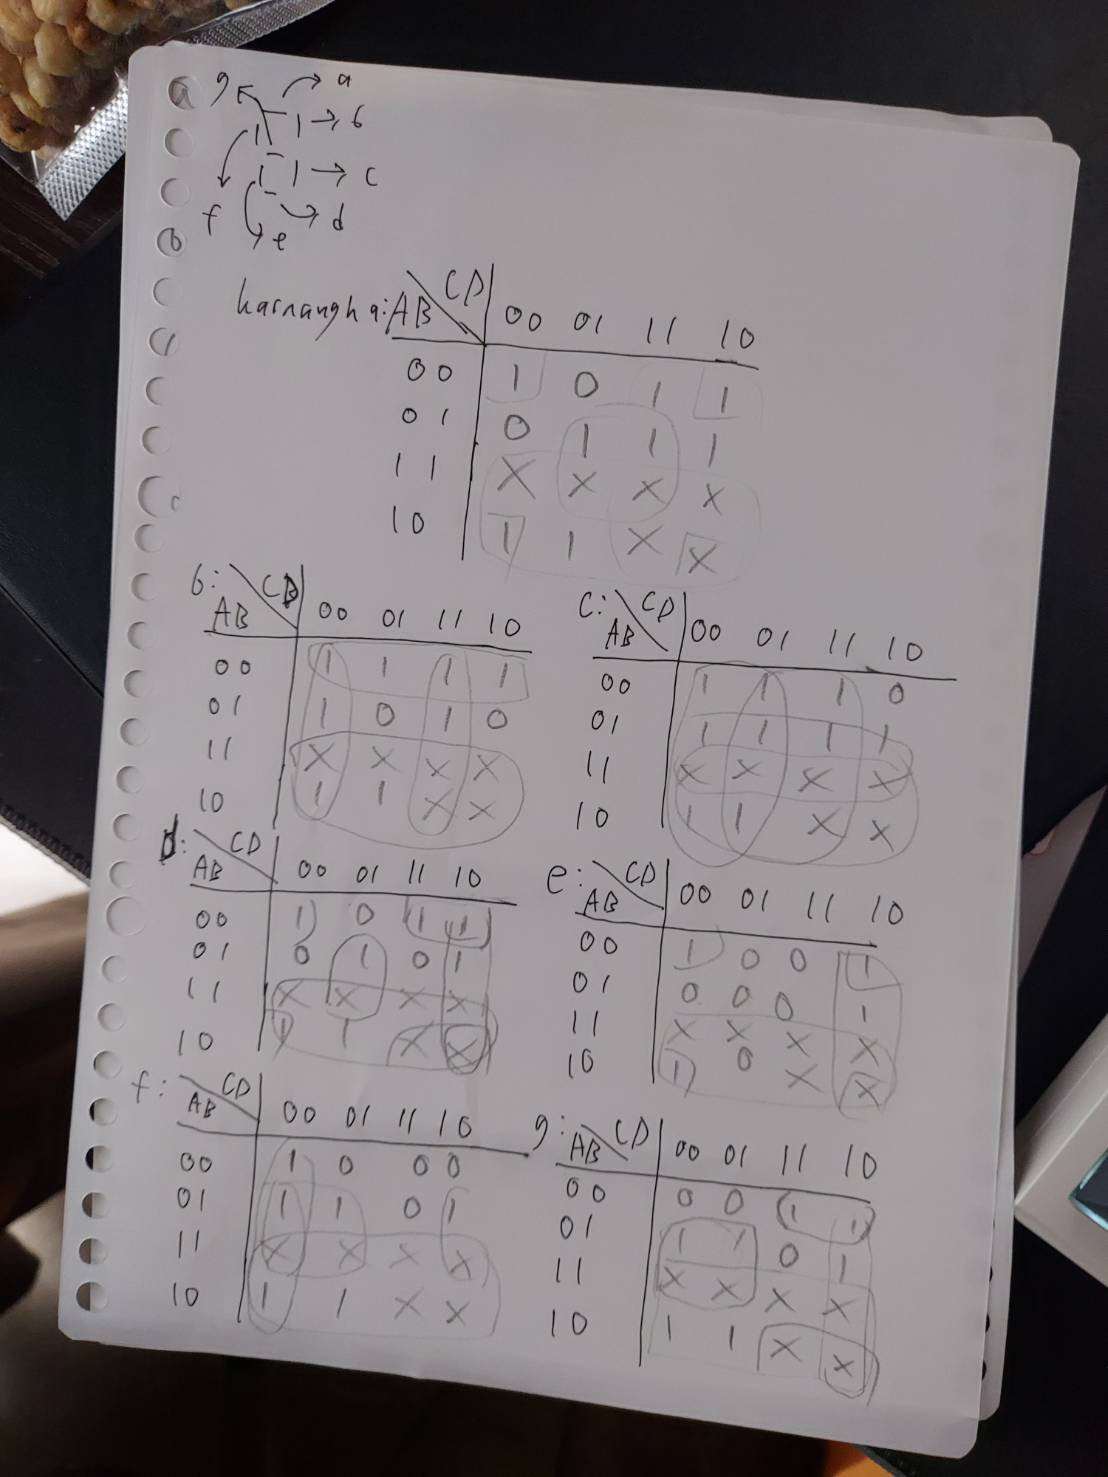 g a
b
c
f e d
karnaugh a: AB CD 00 01 11 10
00 1 0 1 1
01 0 1 1 1
11 X X X X
10 1 1 X X
b: AB CD 00 01 11 10
00 1 1 1 1
01 1 0 1 0
11 X X X X
10 1 1 X X
c: AB CD 00 01 11 10
00 1 1 1 0
01 1 1 1 1
11 X X X X
10 1 1 X X
d: AB CD 00 01 11 10
00 1 0 1 1
01 0 1 0 1
11 X X X X
10 1 1 X X
e: AB CD 00 01 11 10
00 1 0 0 1
01 0 0 0 1
11 X X X X
10 1 0 X X
f: AB CD 00 01 11 10
00 1 0 0 0
01 1 1 0 1
11 X X X X
10 1 1 X X
g: AB CD 00 01 11 10
00 0 0 1 1
01 1 1 0 1
11 X X X X
10 1 1 X X